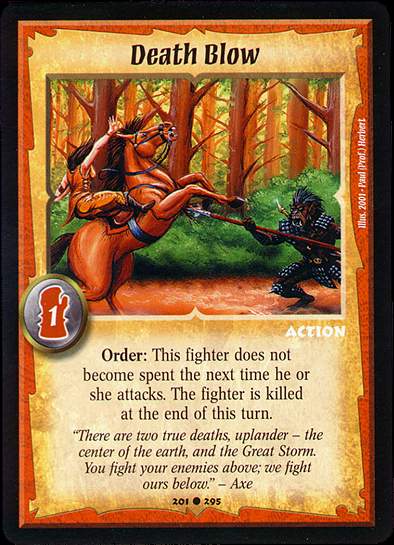 Death Blow
Illus. 2001 - Paul (Prof.) Herbert
1
ACTION
Order: This fighter does not
become spent the next time he or
she attacks. The fighter is killed
at the end of this turn.
“There are two true deaths, uplander – the
center of the earth, and the Great Storm.
You fight your enemies above; we fight
ours below.” – Axe
201 ● 295